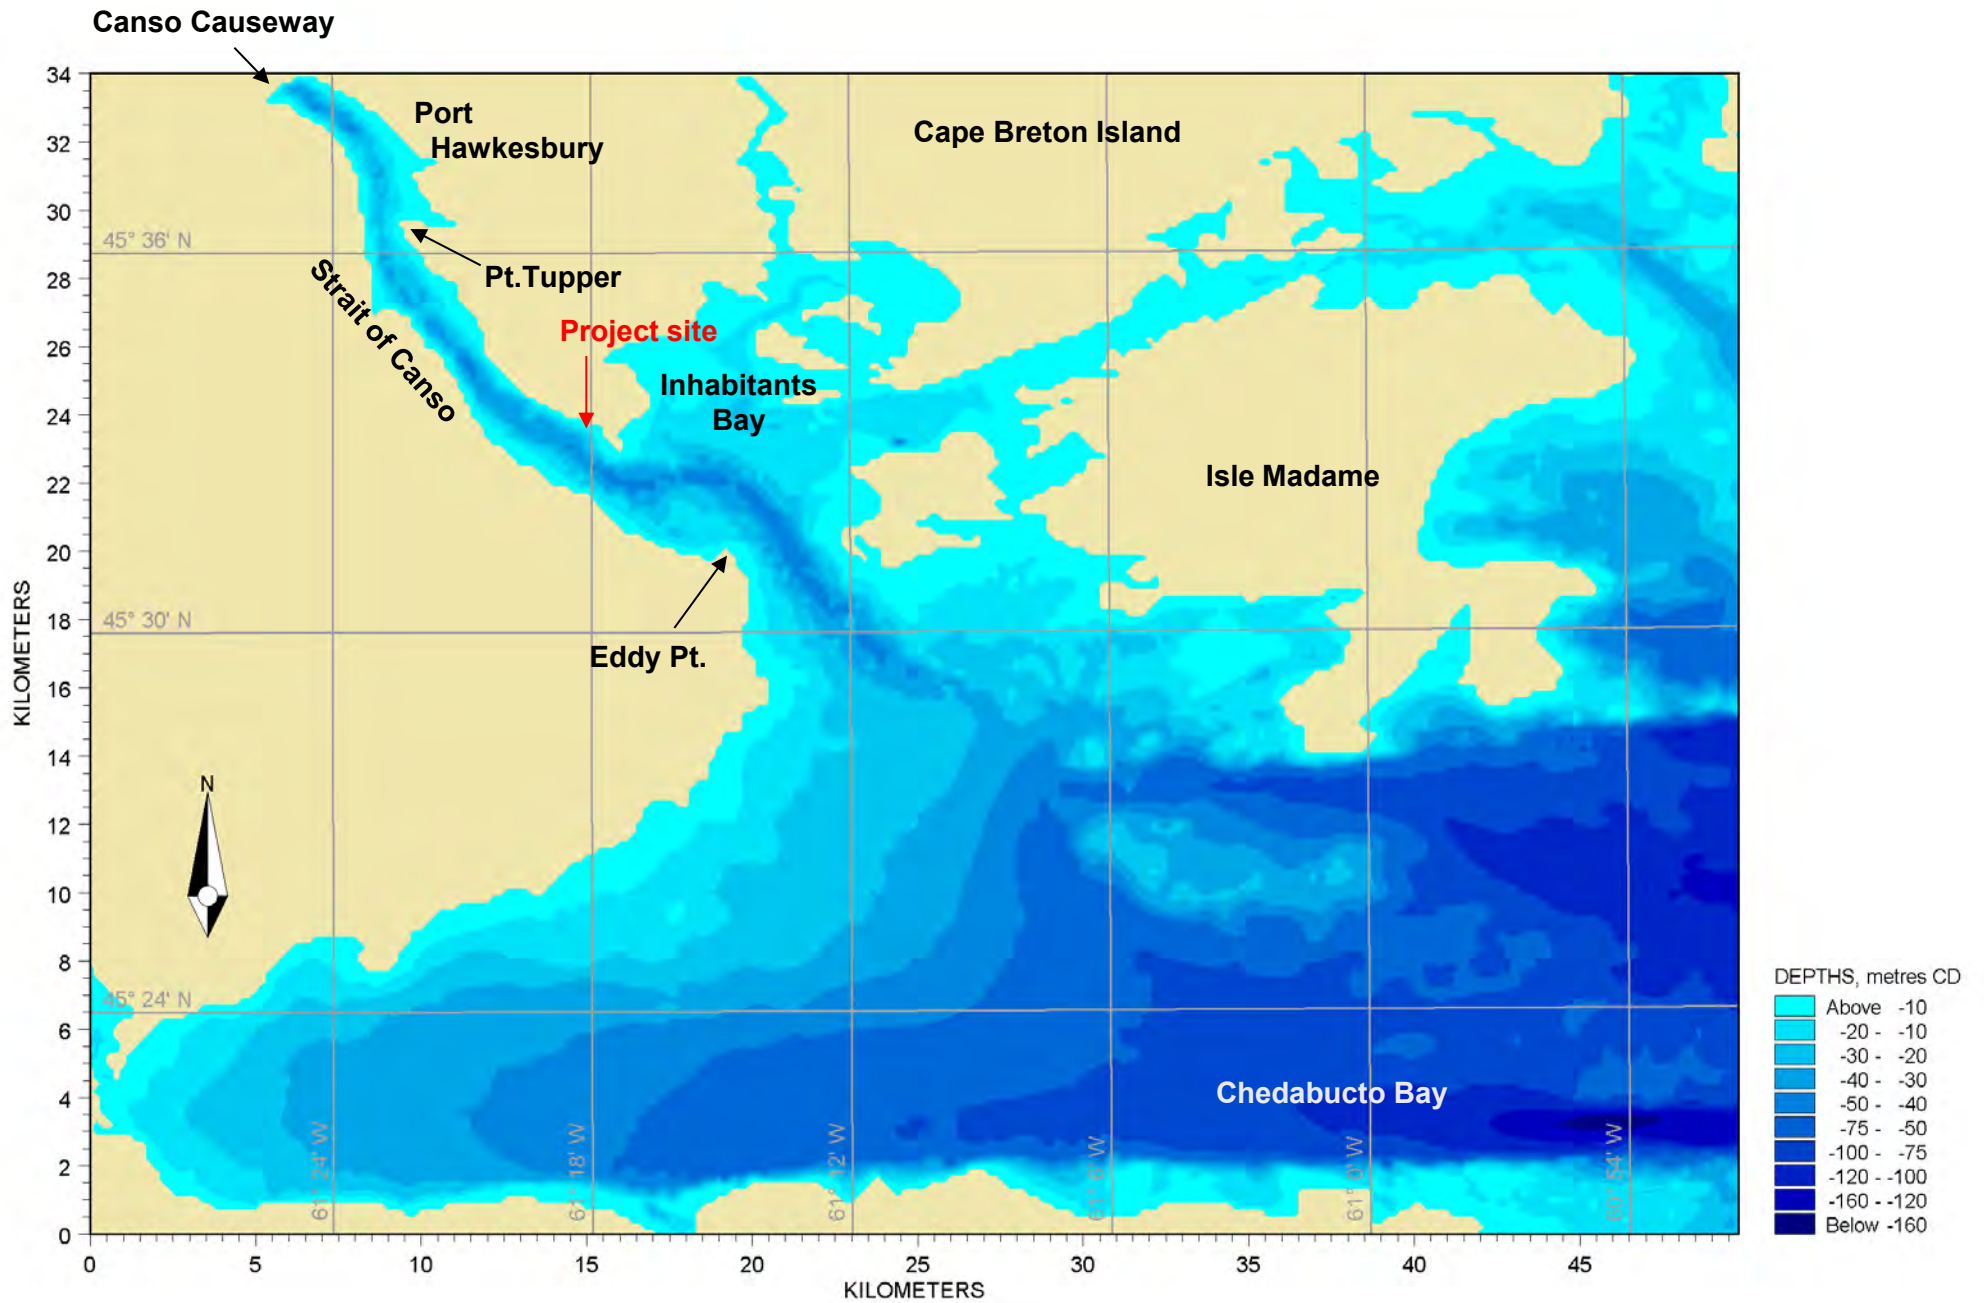 Canso Causeway
Port
Hawkesbury
Cape Breton Island
45° 36' N
Pt.Tupper
Strait of Canso
Project site
Inhabitants
Bay
Isle Madame
45° 30' N
Eddy Pt.
N
45° 24' N
Chedabucto Bay
61° 24' W
61° 18' W
61° 12' W
61° 6' W
61° 0' W
60° 54' W
34
32
30
28
26
24
22
20
18
16
14
12
10
8
6
4
2
0
KILOMETERS
0 5 10 15 20 25 30 35 40 45
KILOMETERS
DEPTHS, metres CD
Above -10
-20 - -10
-30 - -20
-40 - -30
-50 - -40
-75 - -50
-100 - -75
-120 - -100
-160 - -120
Below -160